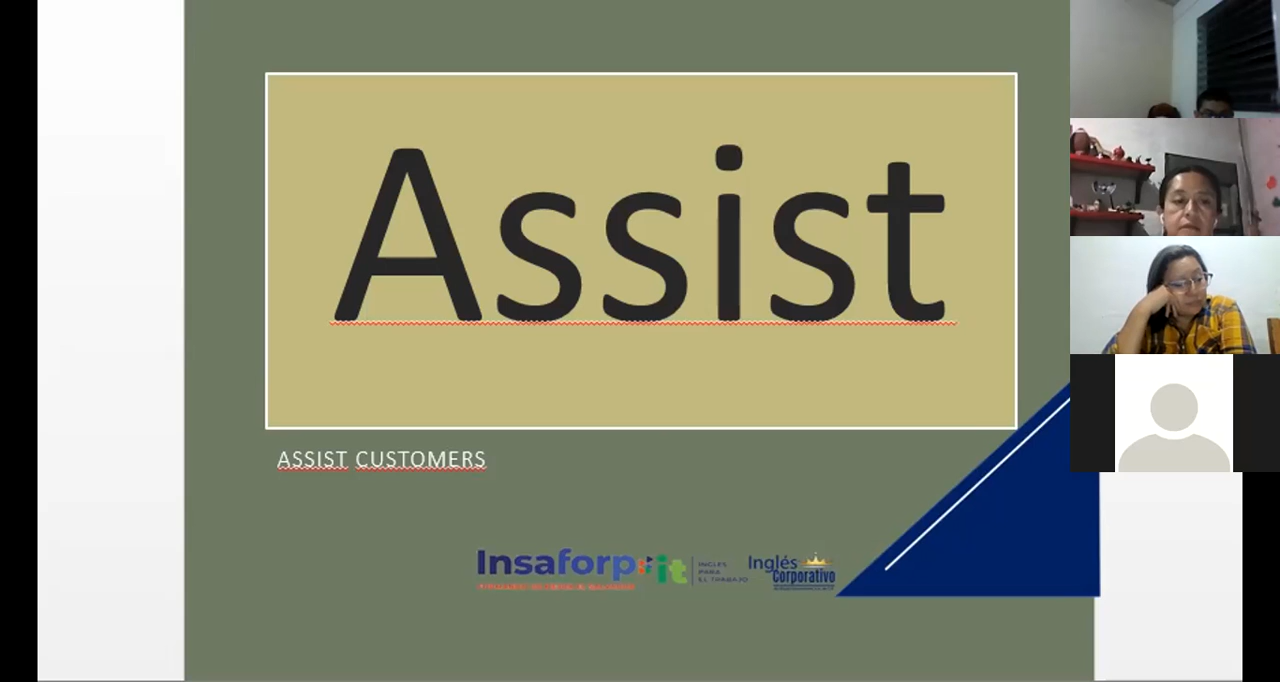 Assist
ASSIST CUSTOMERS
Insaforp
it
INGLÉS
PARA
EL TRABAJO
Inglés
Corporativo